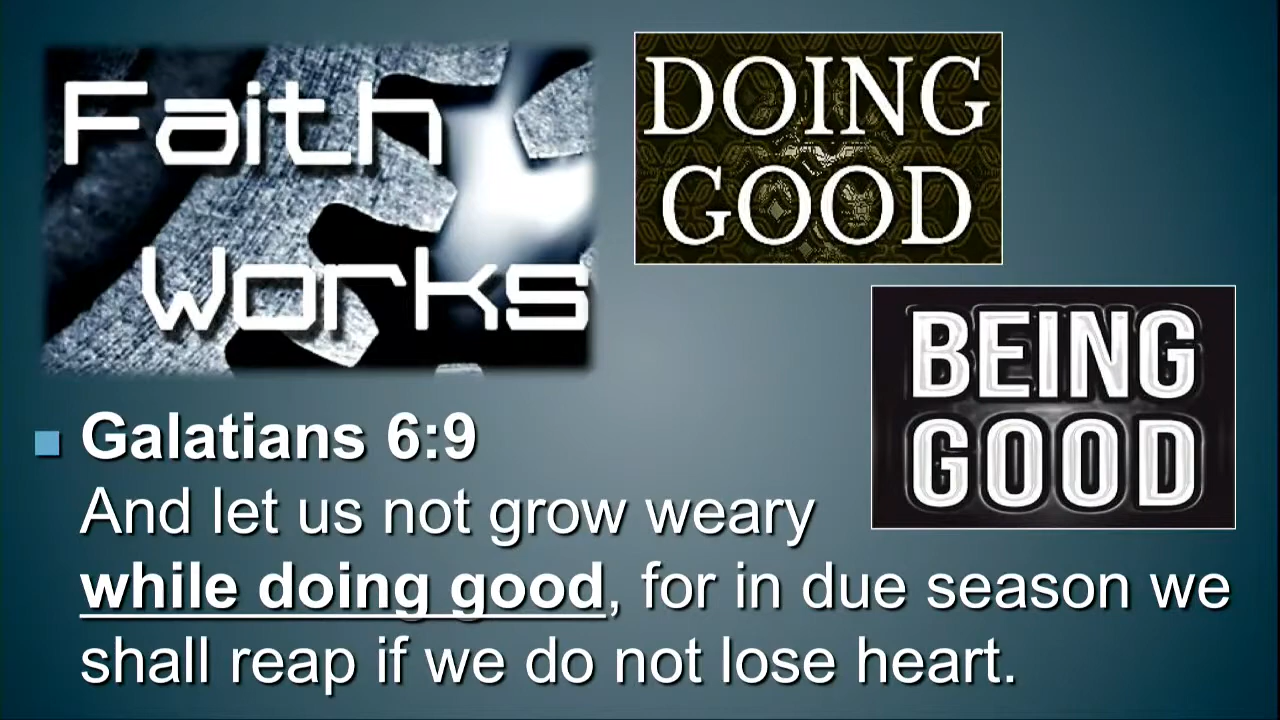 Faith
Works
DOING
GOOD
BEING
GOOD
Galatians 6:9
And let us not grow weary
while doing good, for in due season we
shall reap if we do not lose heart.